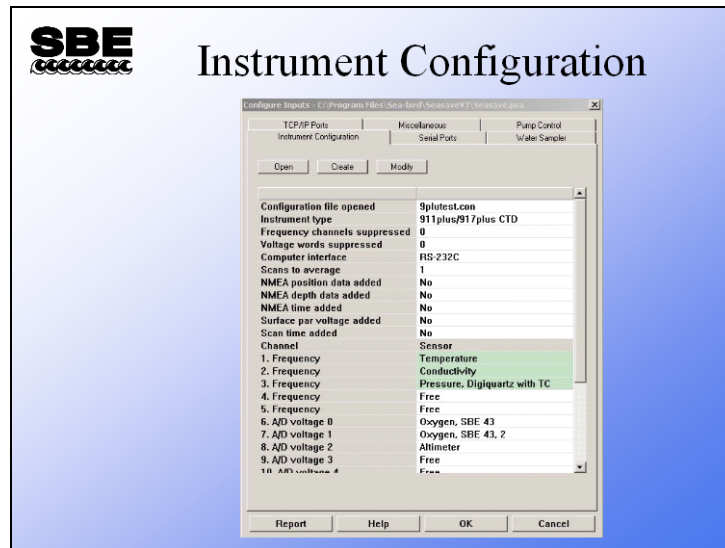 SBE
Instrument Configuration
Configure Inputs - C:\Program Files\Sea-bird\SeasaveV7\Seasave.psa
TCP/IP Ports Miscellaneous Pump Control
Instrument Configuration Serial Ports Water Sampler
Open Create Modify
Configuration file opened 9plutest.con
Instrument type 911plus/917plus CTD
Frequency channels suppressed 0
Voltage words suppressed 0
Computer interface RS-232C
Scans to average 1
NMEA position data added No
NMEA depth data added No
NMEA time added No
Surface par voltage added No
Scan time added No
Channel Sensor
1. Frequency Temperature
2. Frequency Conductivity
3. Frequency Pressure, Digiquartz with TC
4. Frequency Free
5. Frequency Free
6. A/D voltage 0 Oxygen, SBE 43
7. A/D voltage 1 Oxygen, SBE 43, 2
8. A/D voltage 2 Altimeter
9. A/D voltage 3 Free
10. A/D voltage 4 Free
Report Help OK Cancel